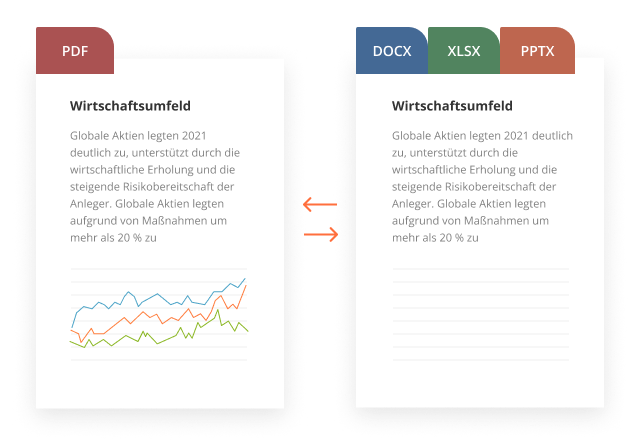 PDF
Wirtschaftsumfeld
Globale Aktien legten 2021
deutlich zu, unterstützt durch die
wirtschaftliche Erholung und die
steigende Risikobereitschaft der
Anleger. Globale Aktien legten
aufgrund von Maßnahmen um
mehr als 20 % zu
DOCX
XLSX
PPTX
Wirtschaftsumfeld
Globale Aktien legten 2021 deutlich
zu, unterstützt durch die
wirtschaftliche Erholung und die
steigende Risikobereitschaft der
Anleger. Globale Aktien legten
aufgrund von Maßnahmen um
mehr als 20 % zu